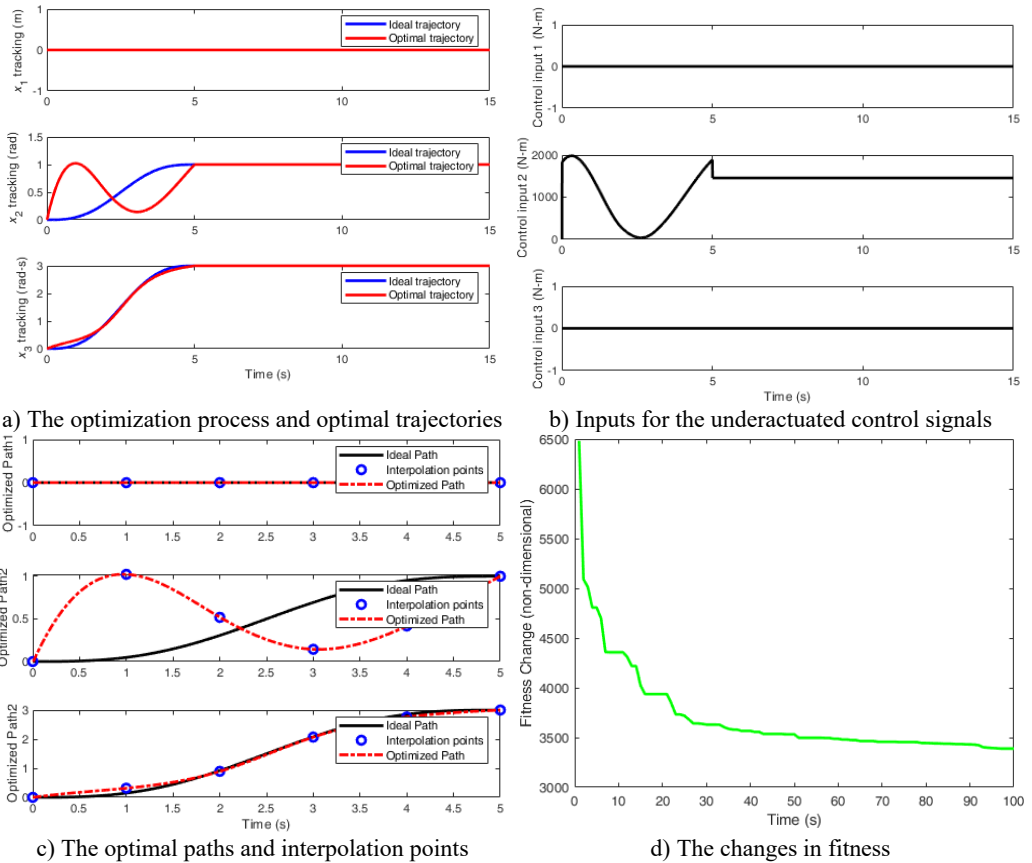 x1 tracking (m)
1
0
-1
Ideal trajectory
Optimal trajectory
0 5 10 15
x2 tracking (rad)
1.5
1
0.5
0
Ideal trajectory
Optimal trajectory
0 5 10 15
x3 tracking (rad-s)
3
2
1
0
Ideal trajectory
Optimal trajectory
0 5 10 15
Time (s)
a) The optimization process and optimal trajectories
Control input 1 (N-m)
1
0
-1
0 5 10 15
Control input 2 (N-m)
2000
1000
0
0 5 10 15
Control input 3 (N-m)
1
0
-1
0 5 10 15
Time (s)
b) Inputs for the underactuated control signals
Optimized Path1
1
0
-1
Ideal Path
Interpolation points
Optimized Path
0 0.5 1 1.5 2 2.5 3 3.5 4 4.5 5
Optimized Path2
1
0.5
0
Ideal Path
Interpolation points
Optimized Path
0 0.5 1 1.5 2 2.5 3 3.5 4 4.5 5
Optimized Path2
3
2
1
0
Ideal Path
Interpolation points
Optimized Path
0 0.5 1 1.5 2 2.5 3 3.5 4 4.5 5
Time (s)
c) The optimal paths and interpolation points
Fitness Change (non-dimensional)
6500
6000
5500
5000
4500
4000
3500
3000
0 10 20 30 40 50 60 70 80 90 100
Time (s)
d) The changes in fitness